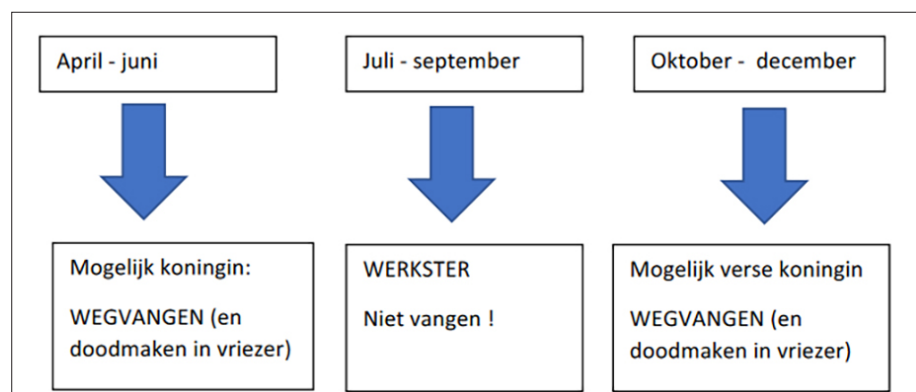 April - juni
Juli - september
Oktober - december
Mogelijk koningin:
WEGVANGEN (en
doodmaken in vriezer)
WERKSTER
Niet vangen !
Mogelijk verse koningin
WEGVANGEN (en
doodmaken in vriezer)